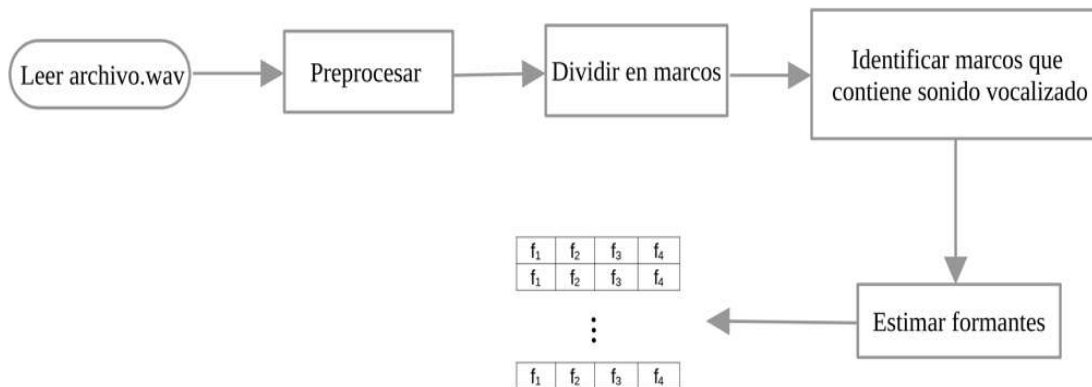 Leer archivo.wav
Preprocesar
Dividir en marcos
Identificar marcos que
contiene sonido vocalizado
Estimar formantes
f₁ f₂ f₃ f₄
f₁ f₂ f₃ f₄
⋮
f₁ f₂ f₃ f₄